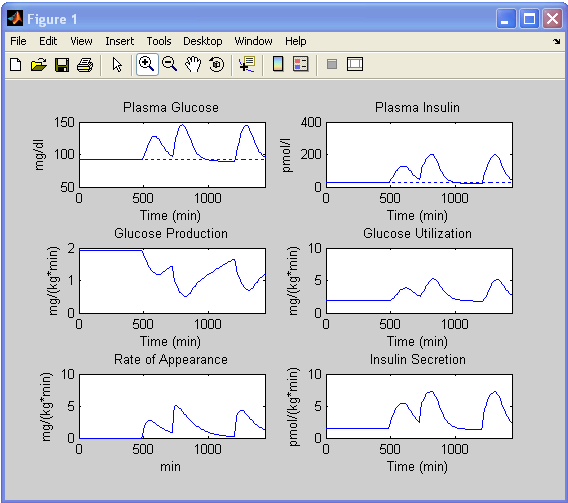 Figure 1
File Edit View Insert Tools Desktop Window Help
Plasma Glucose
150
100
50
mg/dl
0 500 1000
Time (min)
Plasma Insulin
400
200
0
pmol/l
0 500 1000
Time (min)
Glucose Production
2
1
0
mg/(kg*min)
0 500 1000
Time (min)
Glucose Utilization
10
5
0
mg/(kg*min)
0 500 1000
Time (min)
Rate of Appearance
10
5
0
mg/(kg*min)
0 500 1000
min
Insulin Secretion
10
5
0
pmol/(kg*min)
0 500 1000
Time (min)